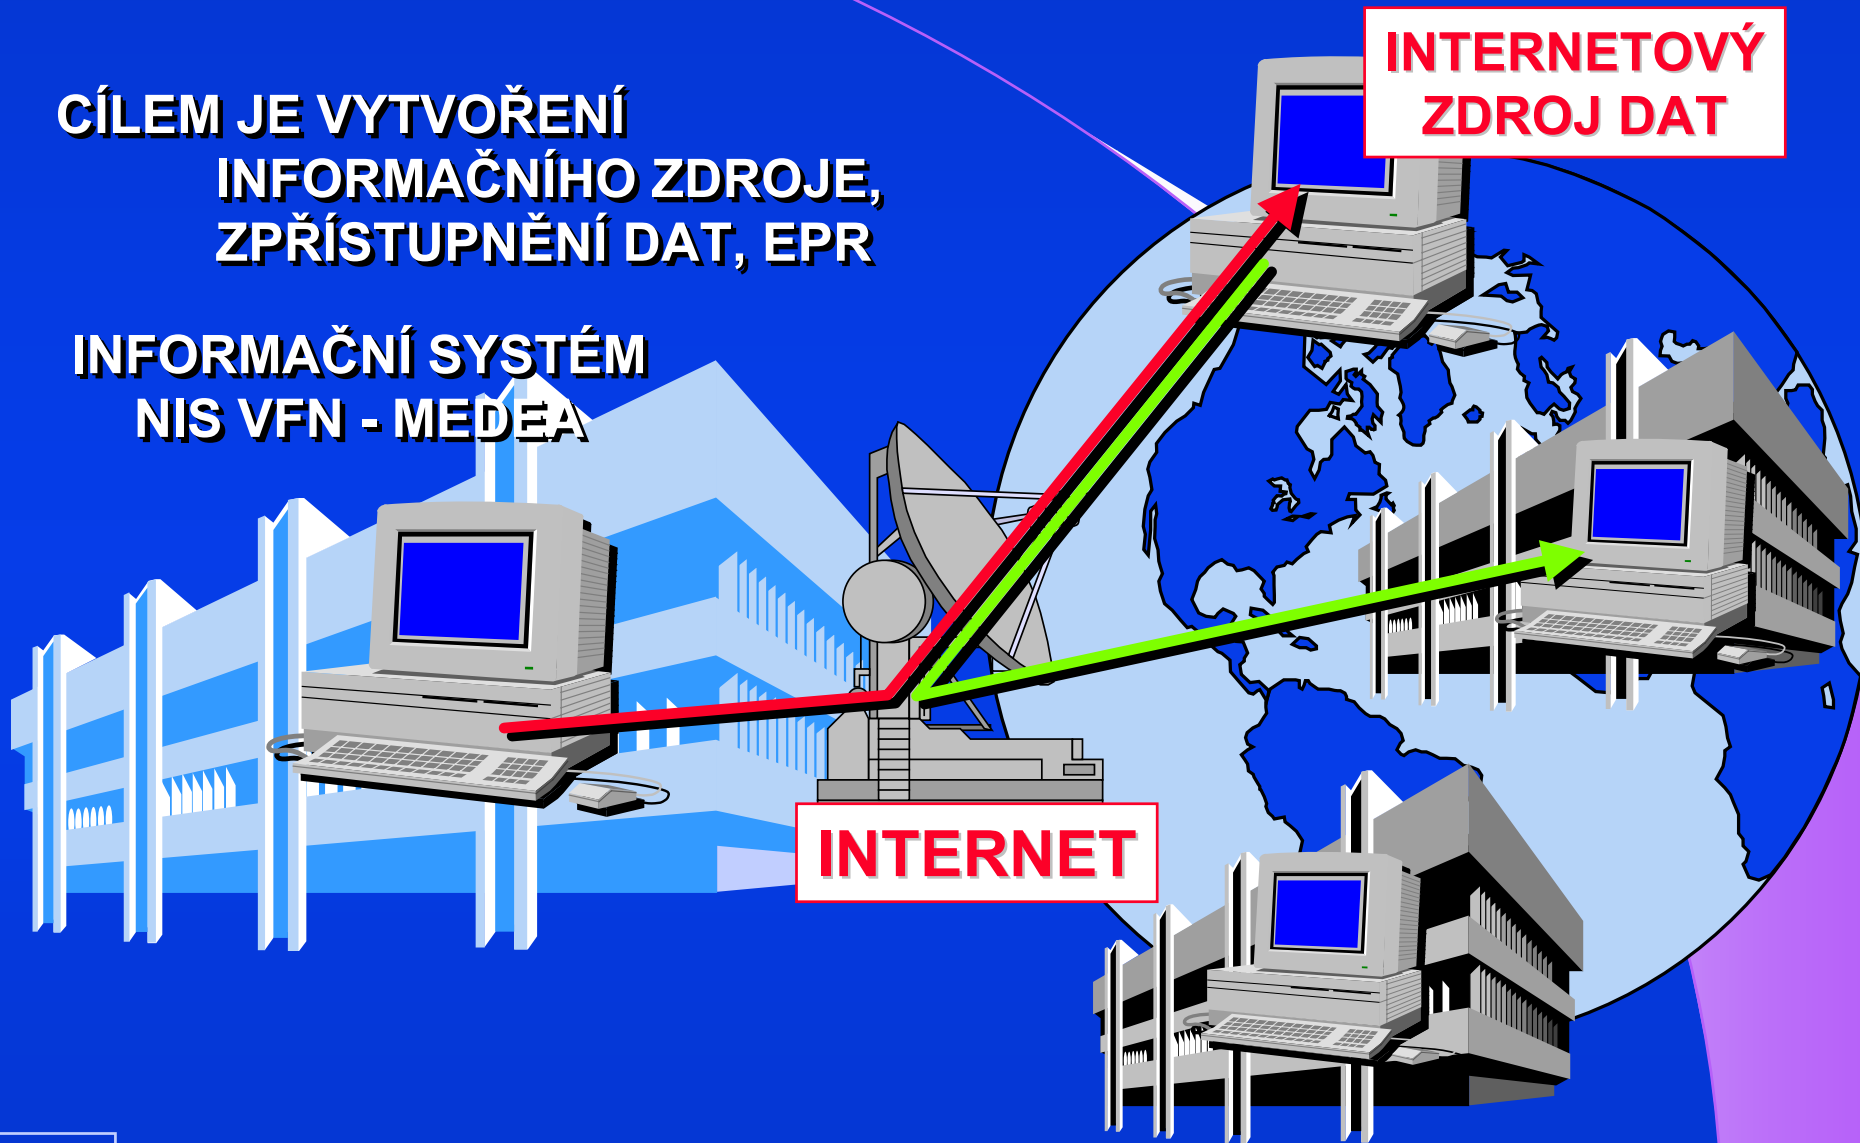 CÍLEM JE VYTVOŘENÍ
INFORMAČNÍHO ZDROJE,
ZPŘÍSTUPNĚNÍ DAT, EPR
INFORMAČNÍ SYSTÉM
NIS VFN - MEDEA
INTERNETOVÝ
ZDROJ DAT
INTERNET